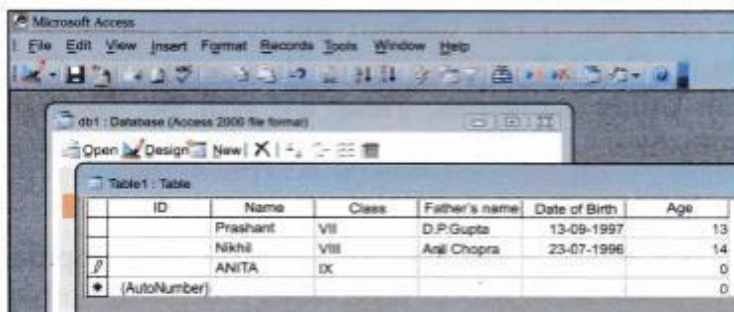 Microsoft Access
File Edit View Insert Format Records Tools Window Help
db1 : Database (Access 2000 file format)
Open Design New
Table1 : Table
ID Name Class Father's name Date of Birth Age
Prashant VII D.P.Gupta 13-09-1997 13
Nikhil VIII Anil Chopra 23-07-1996 14
ANITA IX 0
(AutoNumber) 0